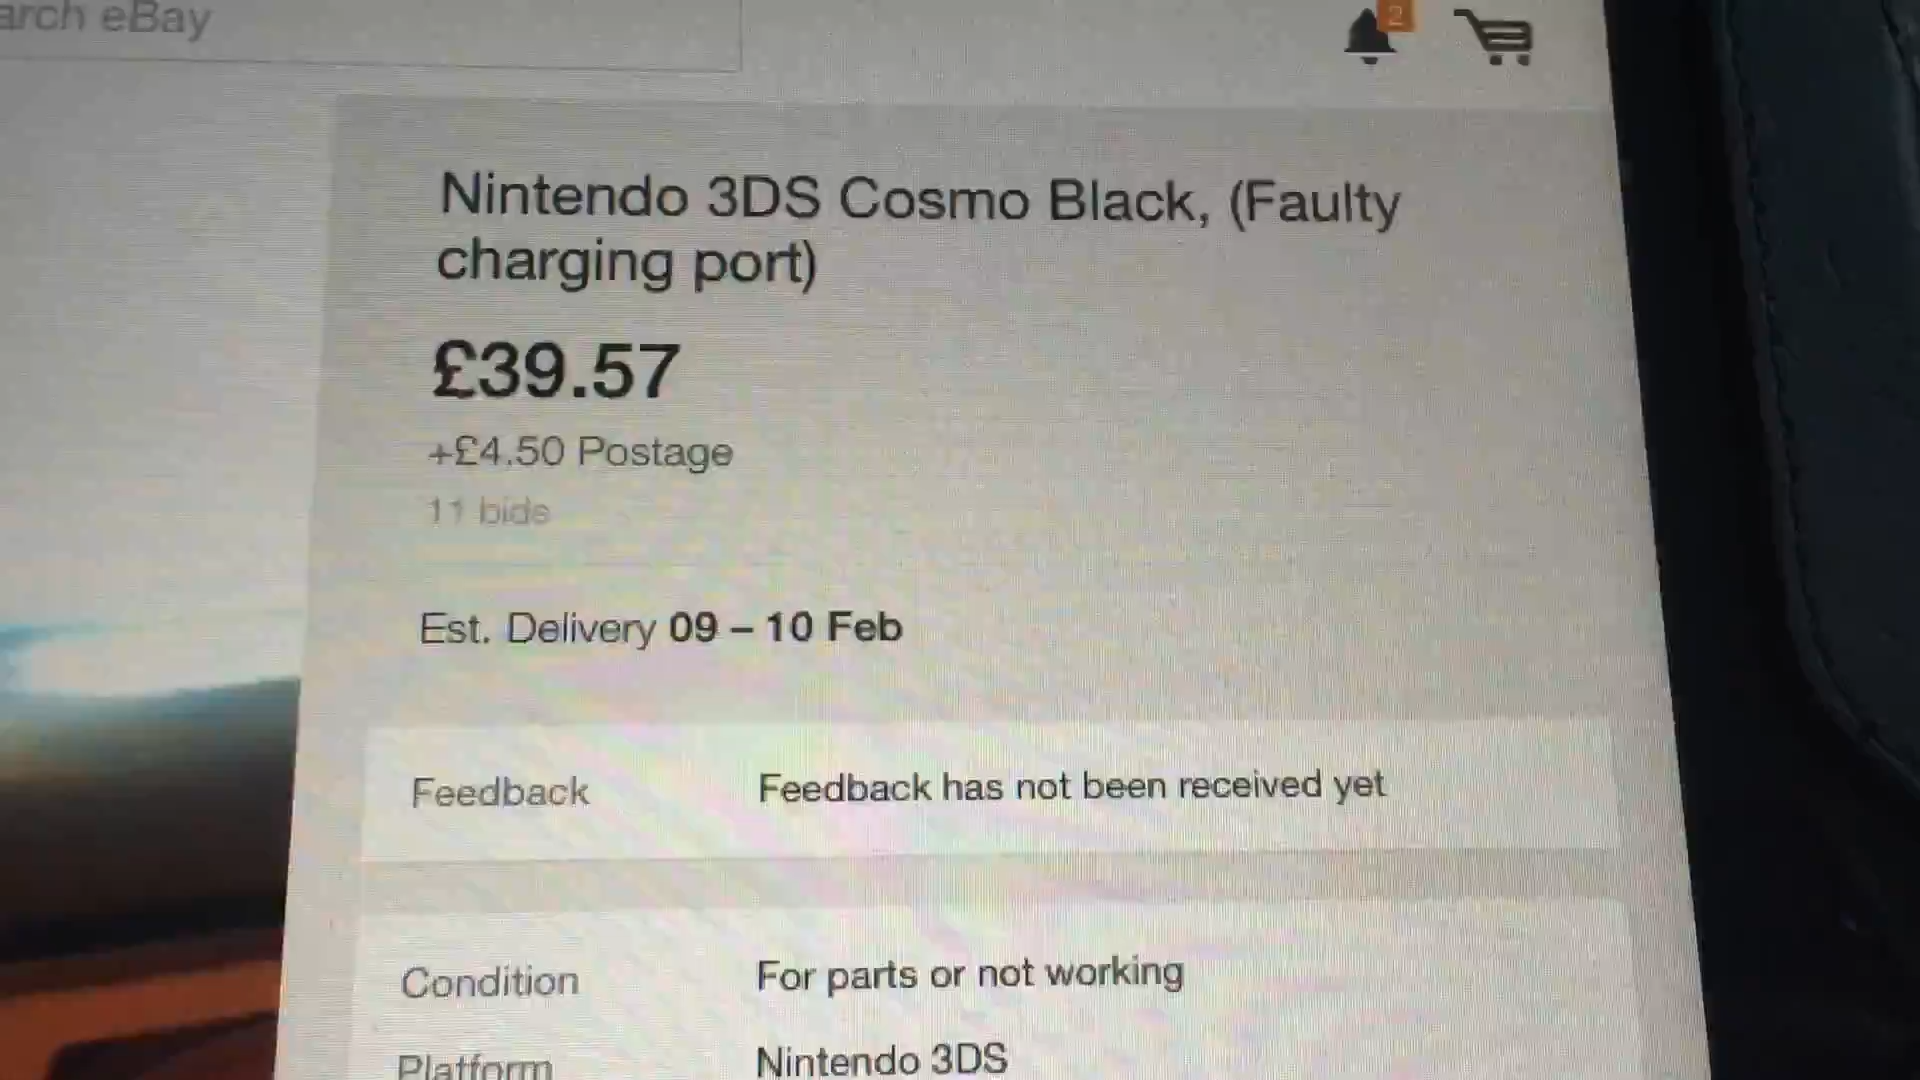 arch eBay
2
Nintendo 3DS Cosmo Black, (Faulty
charging port)
£39.57
+£4.50 Postage
11 bids
Est. Delivery 09 – 10 Feb
Feedback Feedback has not been received yet
Condition For parts or not working
Platform Nintendo 3DS